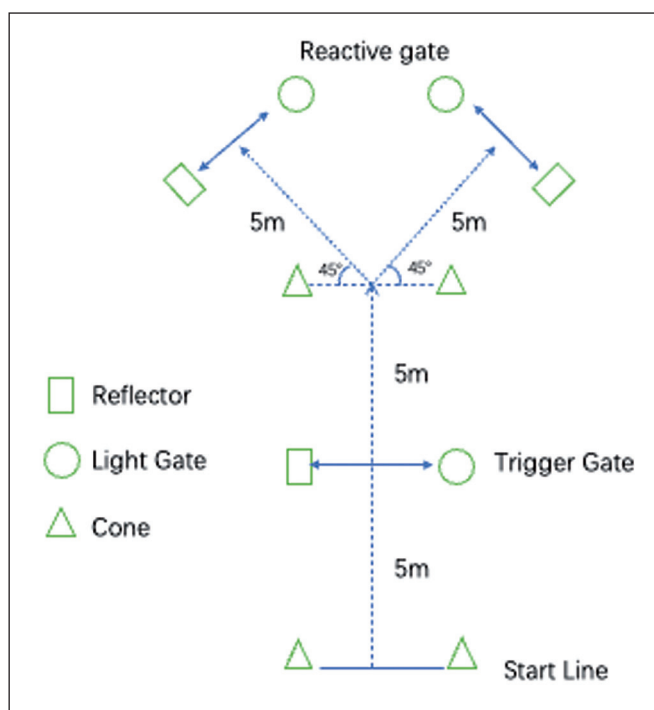 Reactive gate
5m
5m
45°
45°
5m
Reflector
Light Gate
Trigger Gate
Cone
5m
Start Line